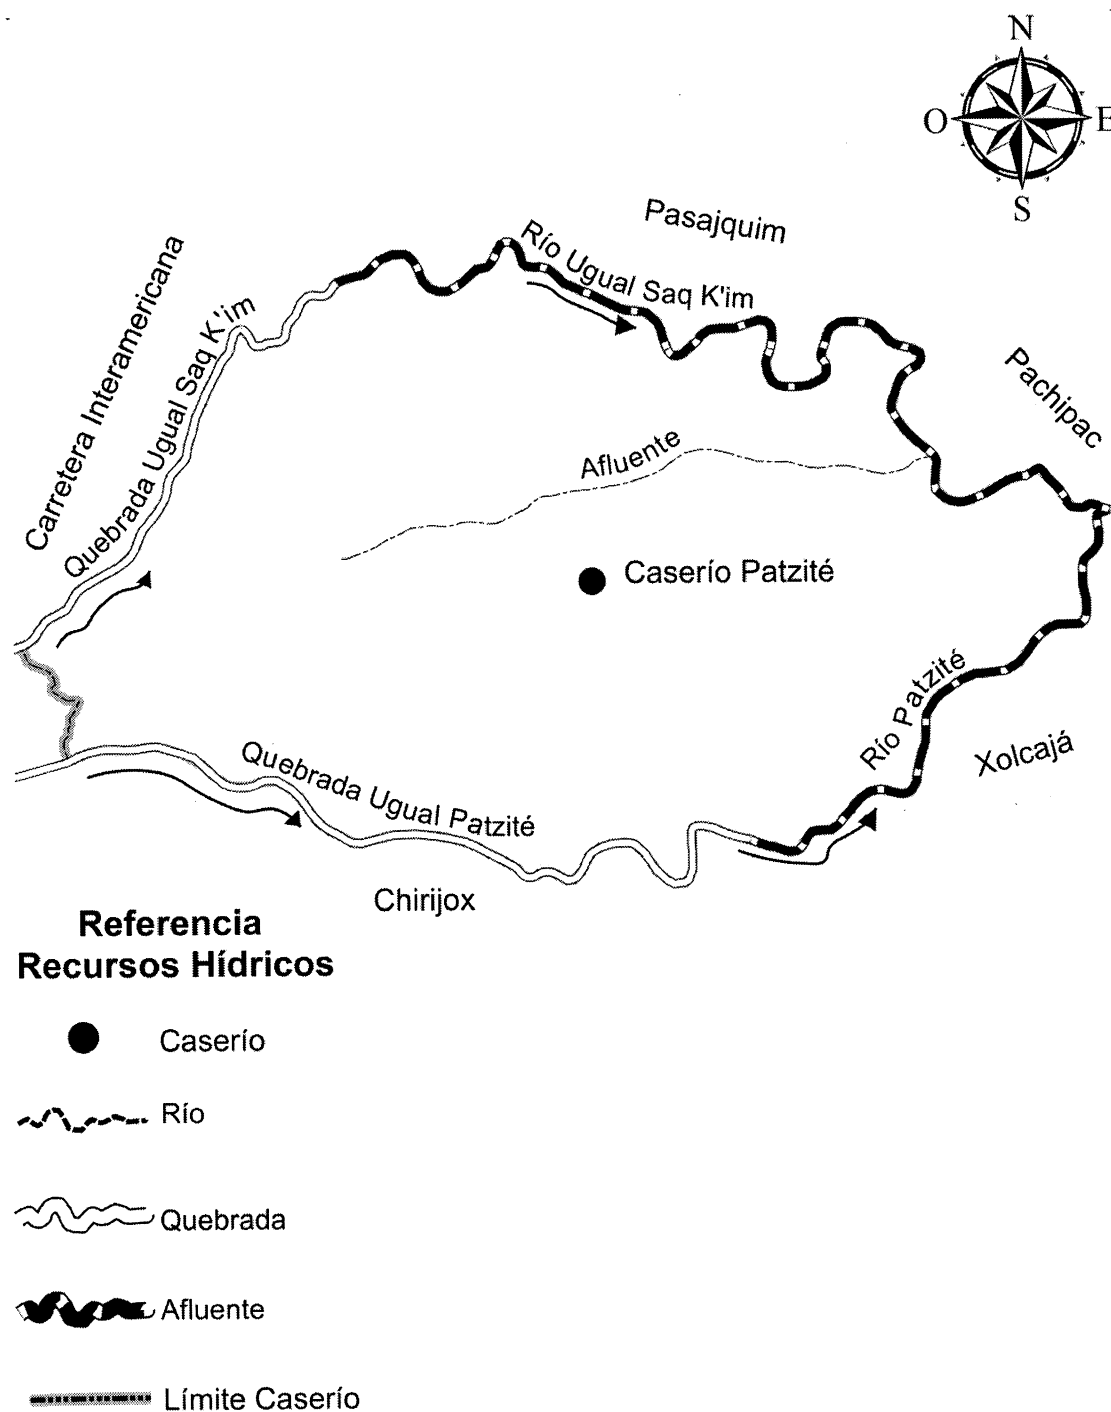 N
O
E
S
Pasajquim
Río Ugual Saq K'im
Carretera Interamericana
Quebrada Ugual Saq K'im
Pachipac
Afluente
Caserío Patzité
Río Patzité
Xolcajá
Quebrada Ugual Patzité
Chirijox
Referencia
Recursos Hídricos
Caserío
Río
Quebrada
Afluente
Límite Caserío